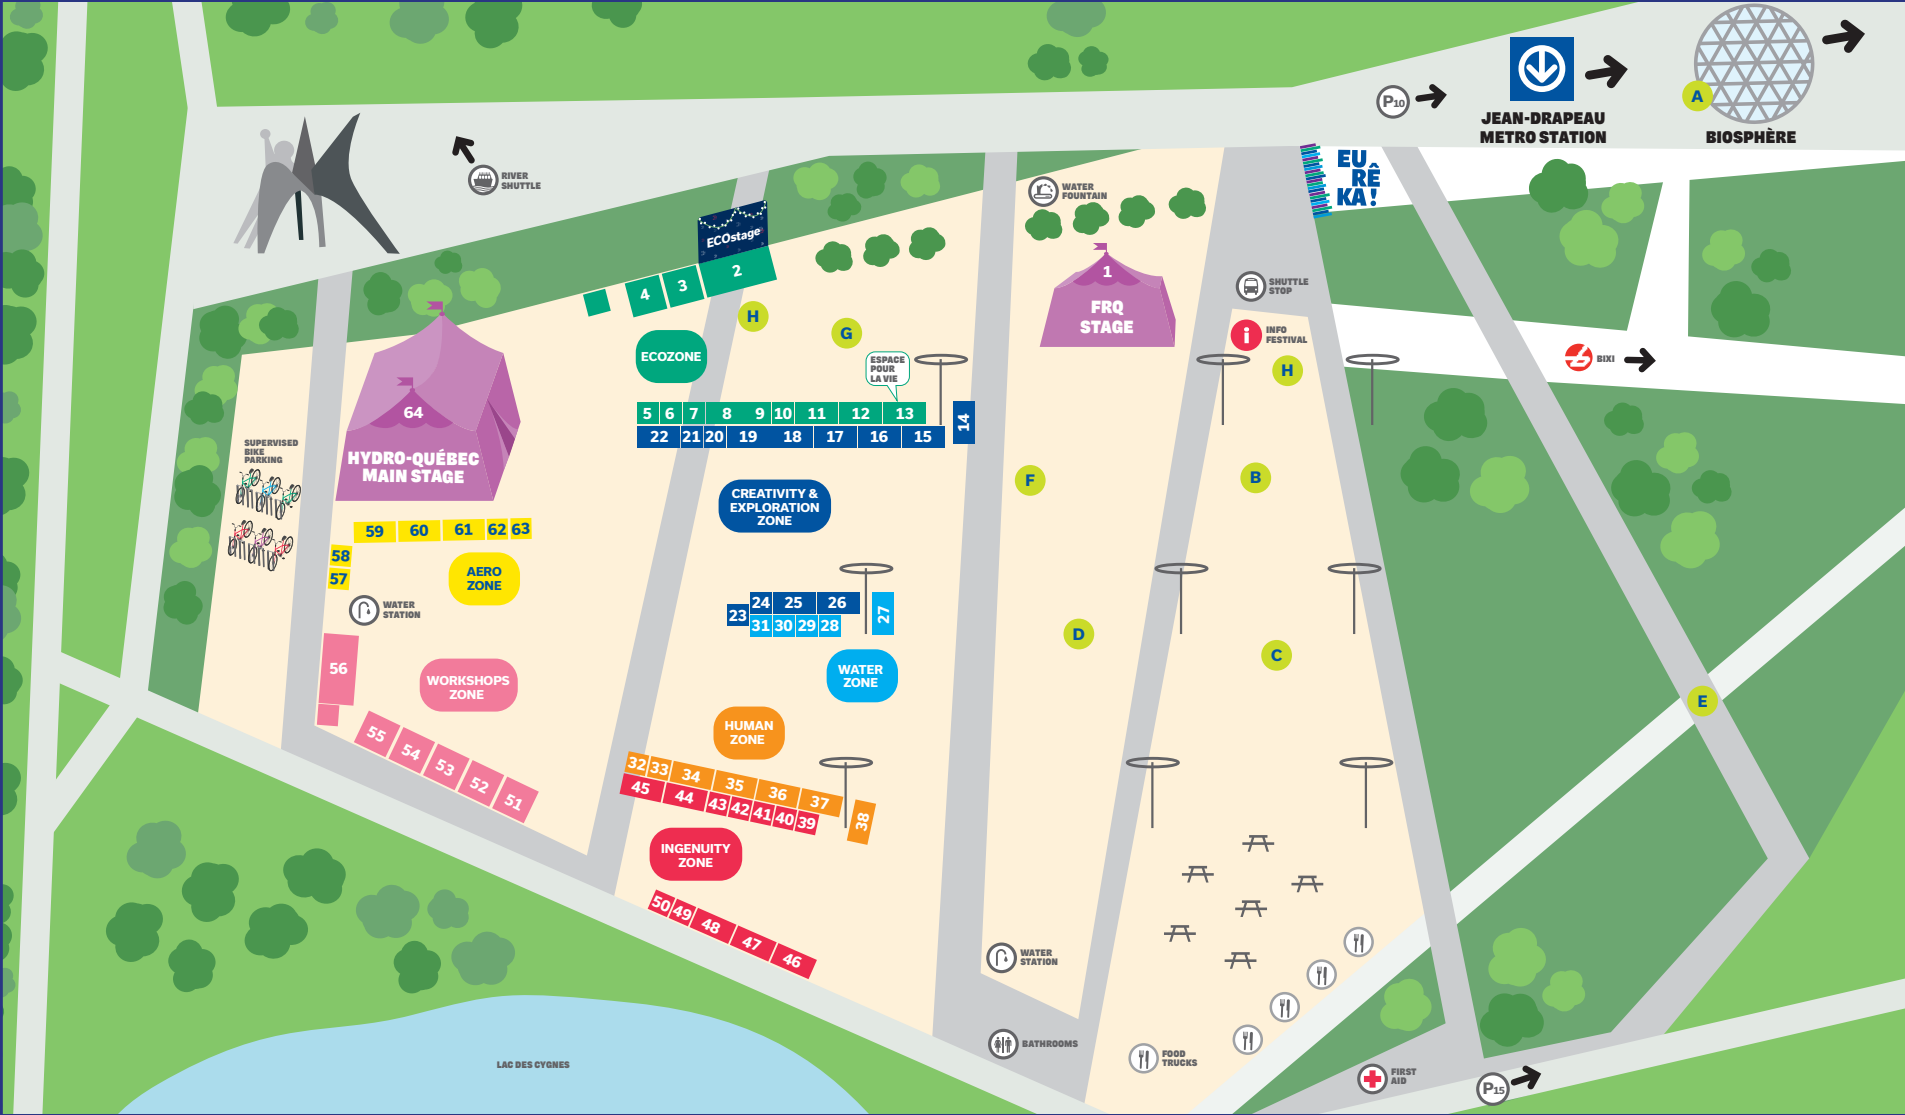 P10
JEAN-DRAPEAU
METRO STATION
A
BIOSPHÈRE
EU
RÊ
KA!
RIVER
SHUTTLE
WATER
FOUNTAIN
ECOstage
2
3
4
1
FRQ
STAGE
SHUTTLE
STOP
i
INFO
FESTIVAL
H
G
H
BIXI
ECOZONE
ESPACE
POUR
LA VIE
5 6 7 8 9 10 11 12 13
14
22 21 20 19 18 17 16 15
64
HYDRO-QUÉBEC
MAIN STAGE
SUPERVISED
BIKE
PARKING
F
B
CREATIVITY &
EXPLORATION
ZONE
59 60 61 62 63
58
57
AERO
ZONE
WATER
STATION
23
24 25 26
31 30 29 28
27
D
C
E
WATER
ZONE
56
WORKSHOPS
ZONE
55 54 53 52 51
HUMAN
ZONE
32 33 34 35 36 37
38
45 44 43 42 41 40 39
INGENUITY
ZONE
50 49 48 47 46
WATER
STATION
BATHROOMS
FOOD
TRUCKS
FIRST
AID
P15
LAC DES CYGNES